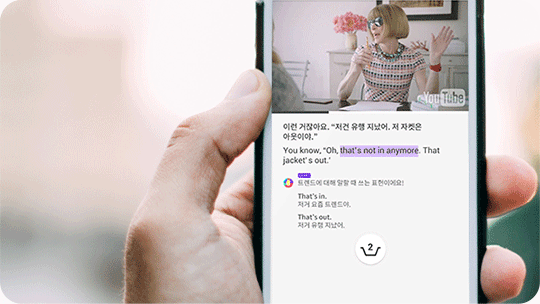 YouTube
이런 거잖아요. “저건 유행 지났어. 저 자켓은
아웃이야.”
You know, “Oh, that's not in anymore. That
jacket's out.'
트렌드에 대해 말할 때 쓰는 표현이에요!
That's in.
저거 요즘 트렌드야.
That's out.
저거 유행 지났어.
2